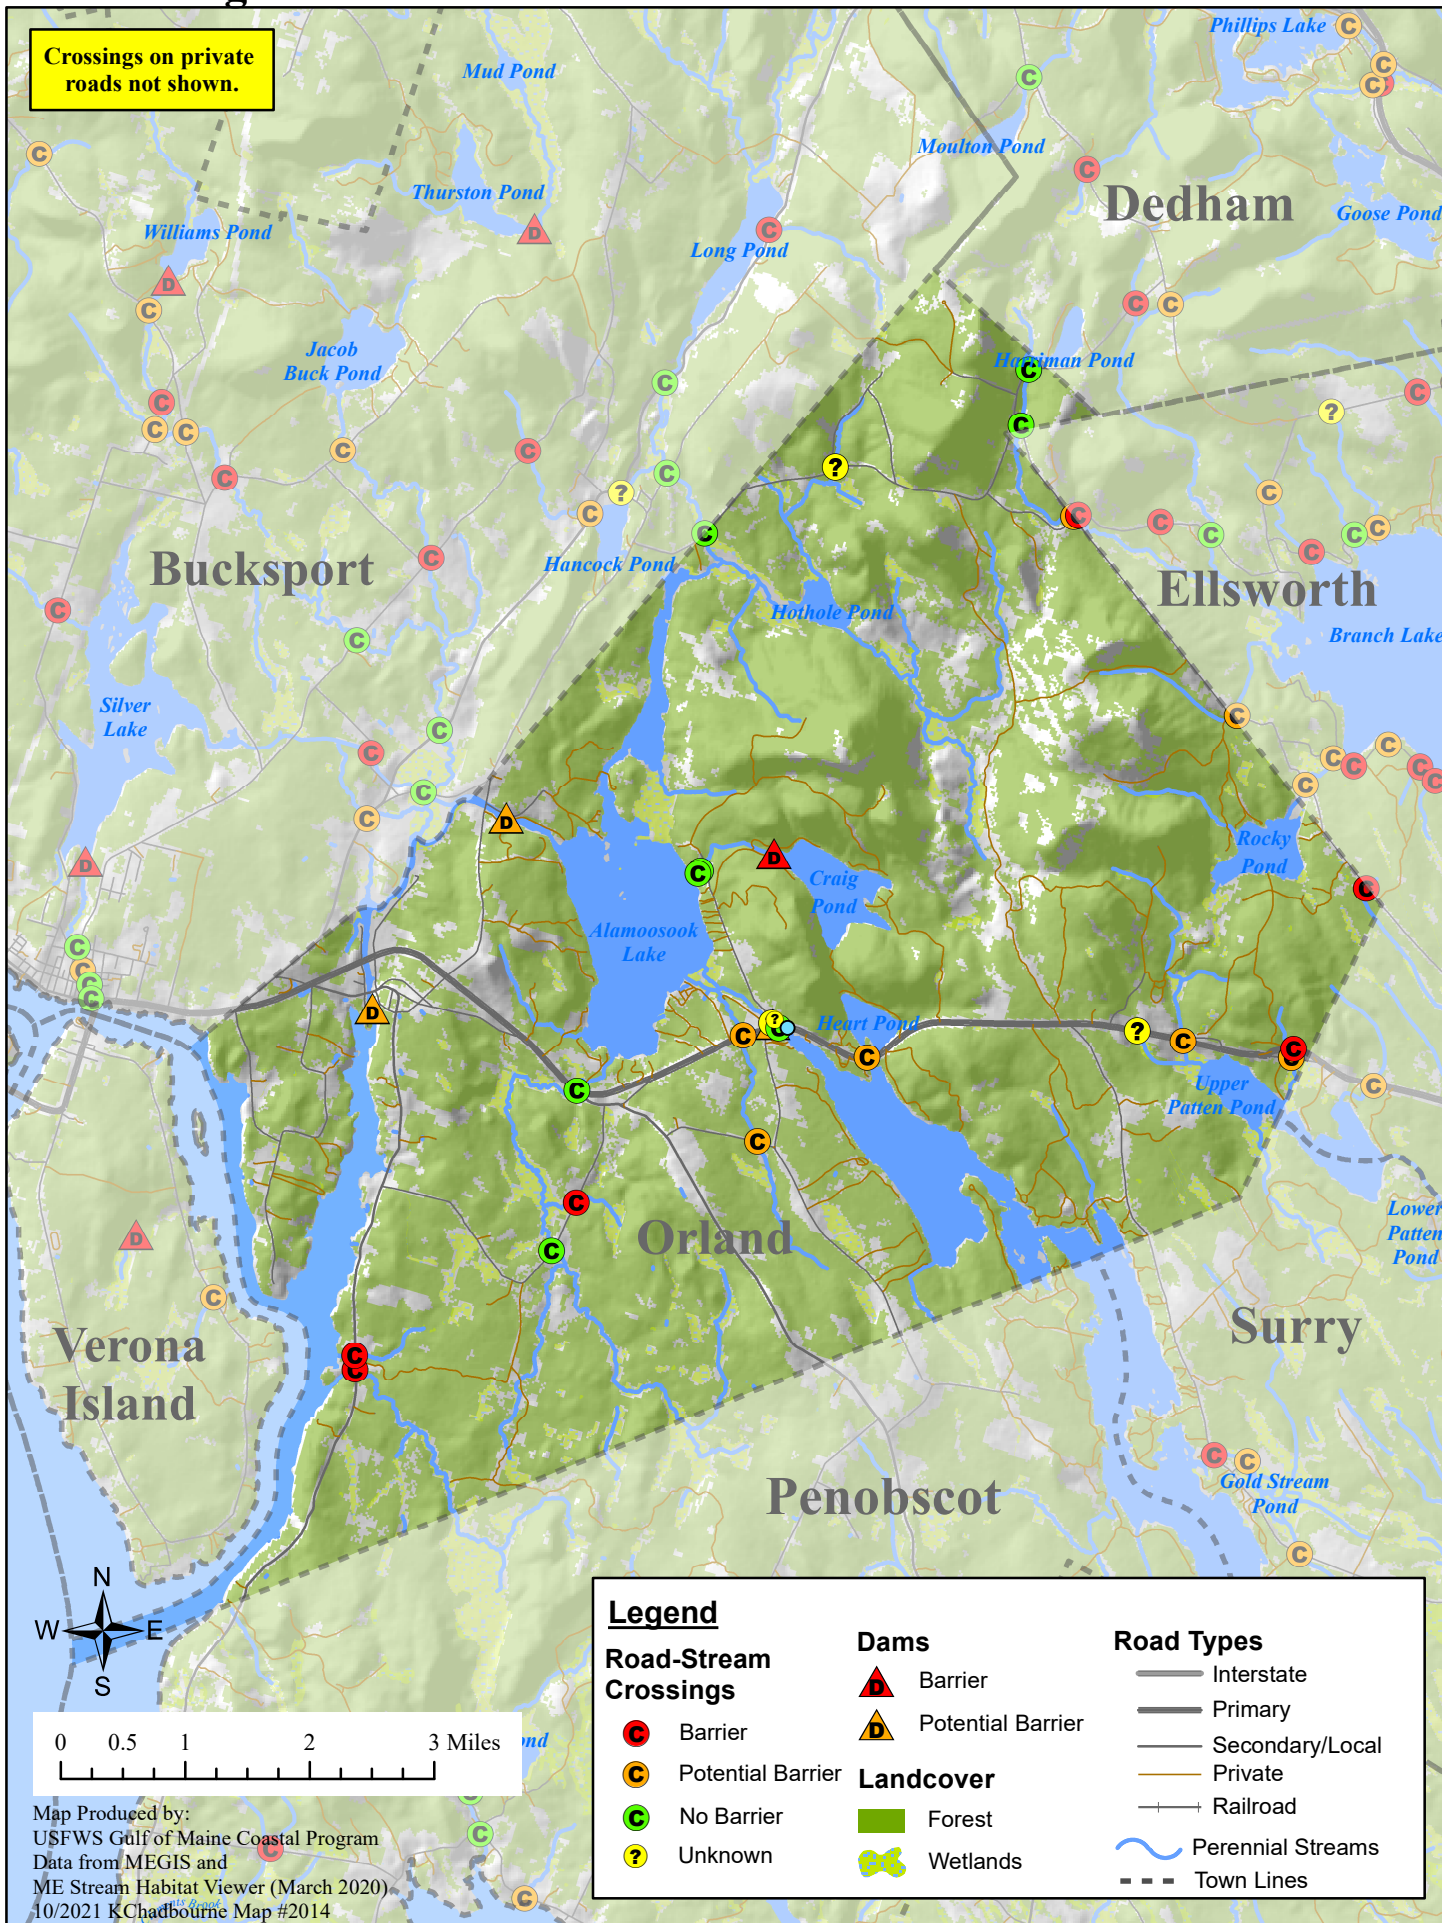 Crossings on private
roads not shown.
Mud Pond
Phillips Lake
Moulton Pond
Thurston Pond
Dedham
Goose Pond
Williams Pond
Long Pond
Jacob
Buck Pond
Harriman Pond
Bucksport
Hancock Pond
Ellsworth
Hothole Pond
Branch Lake
Silver
Lake
Rocky
Pond
Craig
Pond
Alamoosook
Lake
Heart Pond
Upper
Patten Pond
Orland
Lower
Patten
Pond
Verona
Island
Surry
Penobscot
Gold Stream
Pond
N
W
E
S
0 0.5 1 2 3 Miles
ond
Map Produced by:
USFWS Gulf of Maine Coastal Program
Data from MEGIS and
ME Stream Habitat Viewer (March 2020)
10/2021 KChadbourne Map #2014
Brook
Legend
Road-Stream
Crossings
C Barrier
C Potential Barrier
C No Barrier
? Unknown
Dams
D Barrier
D Potential Barrier
Landcover
Forest
Wetlands
Road Types
Interstate
Primary
Secondary/Local
Private
Railroad
Perennial Streams
Town Lines